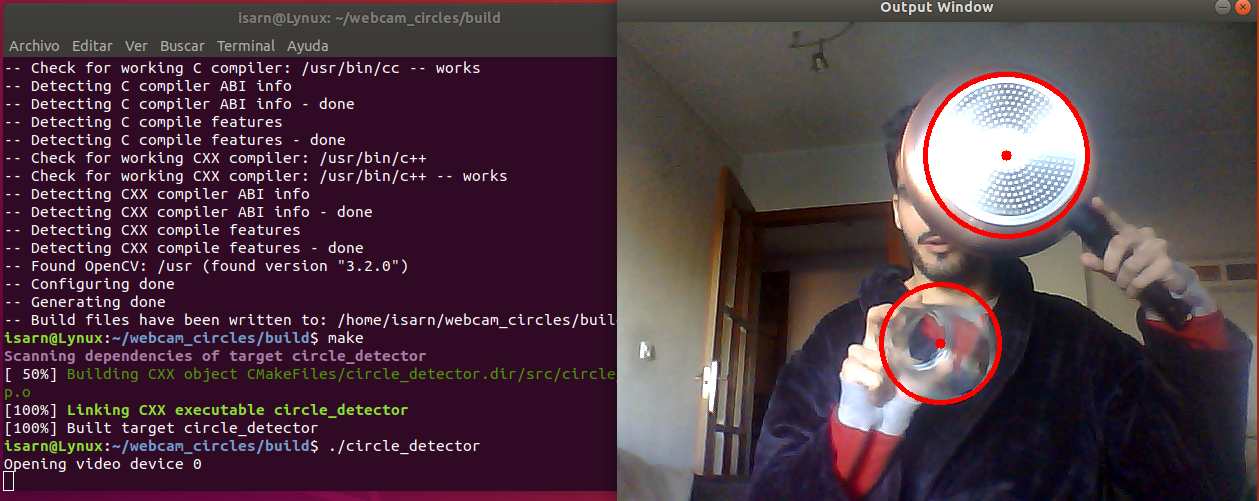 isarn@Lynux: ~/webcam_circles/build
Archivo Editar Ver Buscar Terminal Ayuda
-- Check for working C compiler: /usr/bin/cc -- works
-- Detecting C compiler ABI info
-- Detecting C compiler ABI info - done
-- Detecting C compile features
-- Detecting C compile features - done
-- Check for working CXX compiler: /usr/bin/c++
-- Check for working CXX compiler: /usr/bin/c++ -- works
-- Detecting CXX compiler ABI info
-- Detecting CXX compiler ABI info - done
-- Detecting CXX compile features
-- Detecting CXX compile features - done
-- Found OpenCV: /usr (found version "3.2.0")
-- Configuring done
-- Generating done
-- Build files have been written to: /home/isarn/webcam_circles/buil
isarn@Lynux:~/webcam_circles/build$ make
Scanning dependencies of target circle_detector
[ 50%] Building CXX object CMakeFiles/circle_detector.dir/src/circle_
p.o
[100%] Linking CXX executable circle_detector
[100%] Built target circle_detector
isarn@Lynux:~/webcam_circles/build$ ./circle_detector
Opening video device 0
Output Window